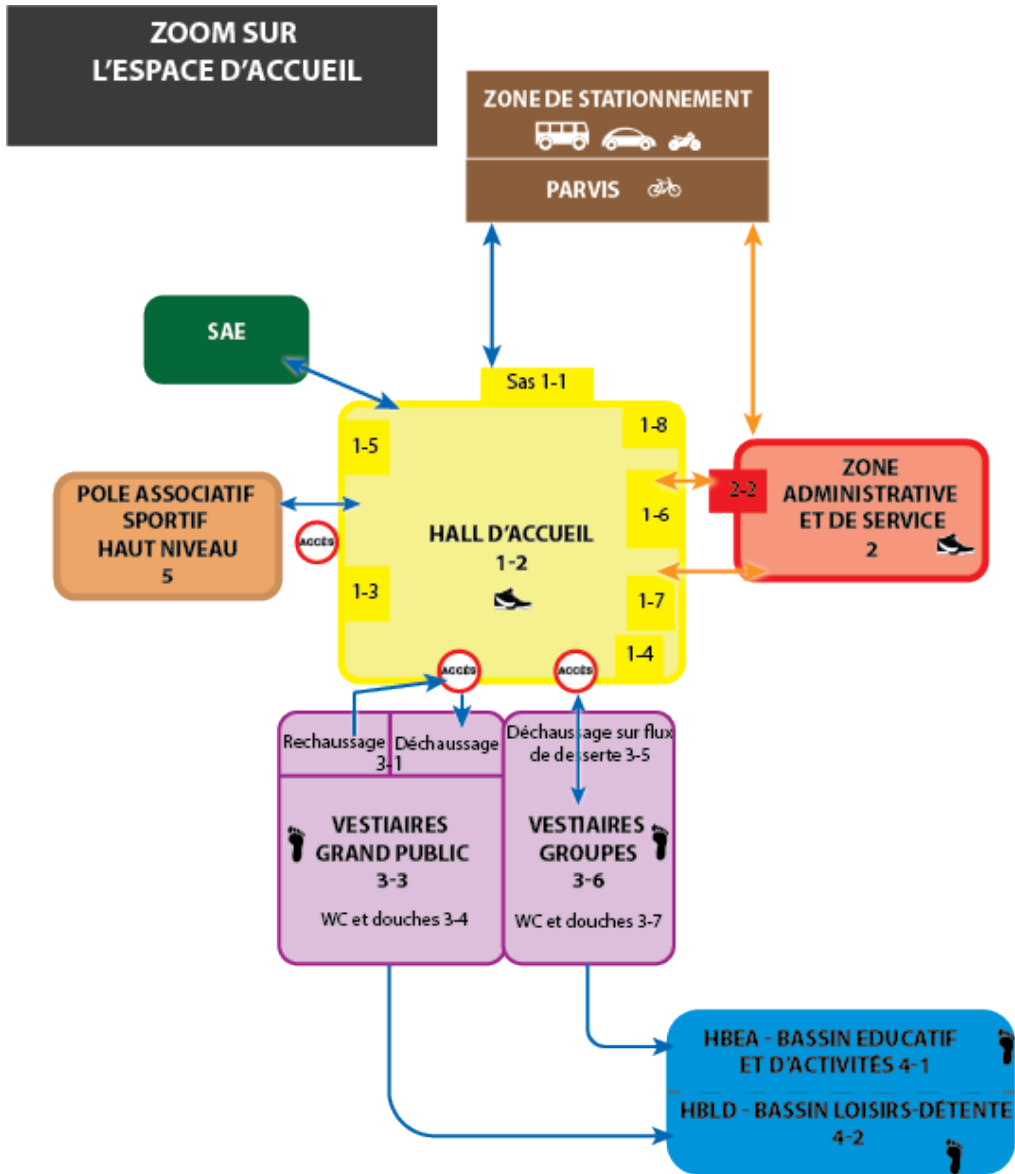 ZOOM SUR
L'ESPACE D'ACCUEIL
ZONE DE STATIONNEMENT
PARVIS
SAE
Sas 1-1
1-5
1-8
POLE ASSOCIATIF
SPORTIF
HAUT NIVEAU
5
ACCÈS
HALL D'ACCUEIL
1-2
1-6
2-2
ZONE
ADMINISTRATIVE
ET DE SERVICE
2
1-3
1-7
1-4
ACCÈS
ACCÈS
Rechaussage
Déchaussage
3-1
Déchaussage sur flux
de desserte 3-5
VESTIAIRES
GRAND PUBLIC
3-3
WC et douches 3-4
VESTIAIRES
GROUPES
3-6
WC et douches 3-7
HBEA - BASSIN EDUCATIF
ET D'ACTIVITÉS 4-1
HBLD - BASSIN LOISIRS-DÉTENTE
4-2